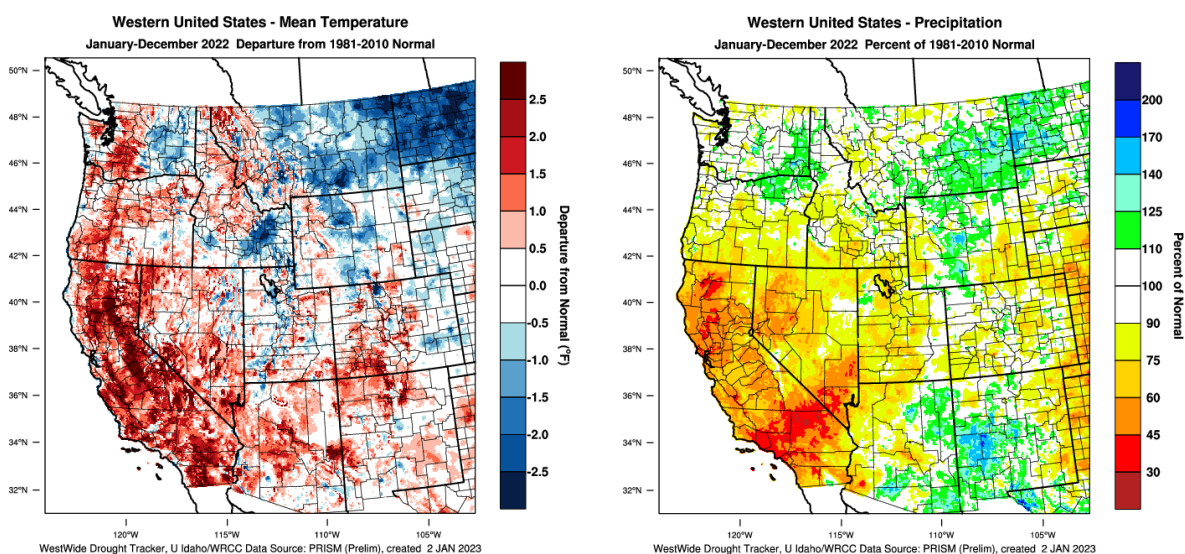 Western United States - Mean Temperature
January-December 2022 Departure from 1981-2010 Normal
50°N
48°N
46°N
44°N
42°N
40°N
38°N
36°N
34°N
32°N
120°W
115°W
110°W
105°W
2.5
2.0
1.5
1.0
0.5
0.0
-0.5
-1.0
-1.5
-2.0
-2.5
Departure from Normal (°F)
WestWide Drought Tracker, U Idaho/WRCC Data Source: PRISM (Prelim), created 2 JAN 2023
Western United States - Precipitation
January-December 2022 Percent of 1981-2010 Normal
50°N
48°N
46°N
44°N
42°N
40°N
38°N
36°N
34°N
32°N
120°W
115°W
110°W
105°W
200
170
140
125
110
100
90
75
60
45
30
Percent of Normal
WestWide Drought Tracker, U Idaho/WRCC Data Source: PRISM (Prelim), created 2 JAN 2023